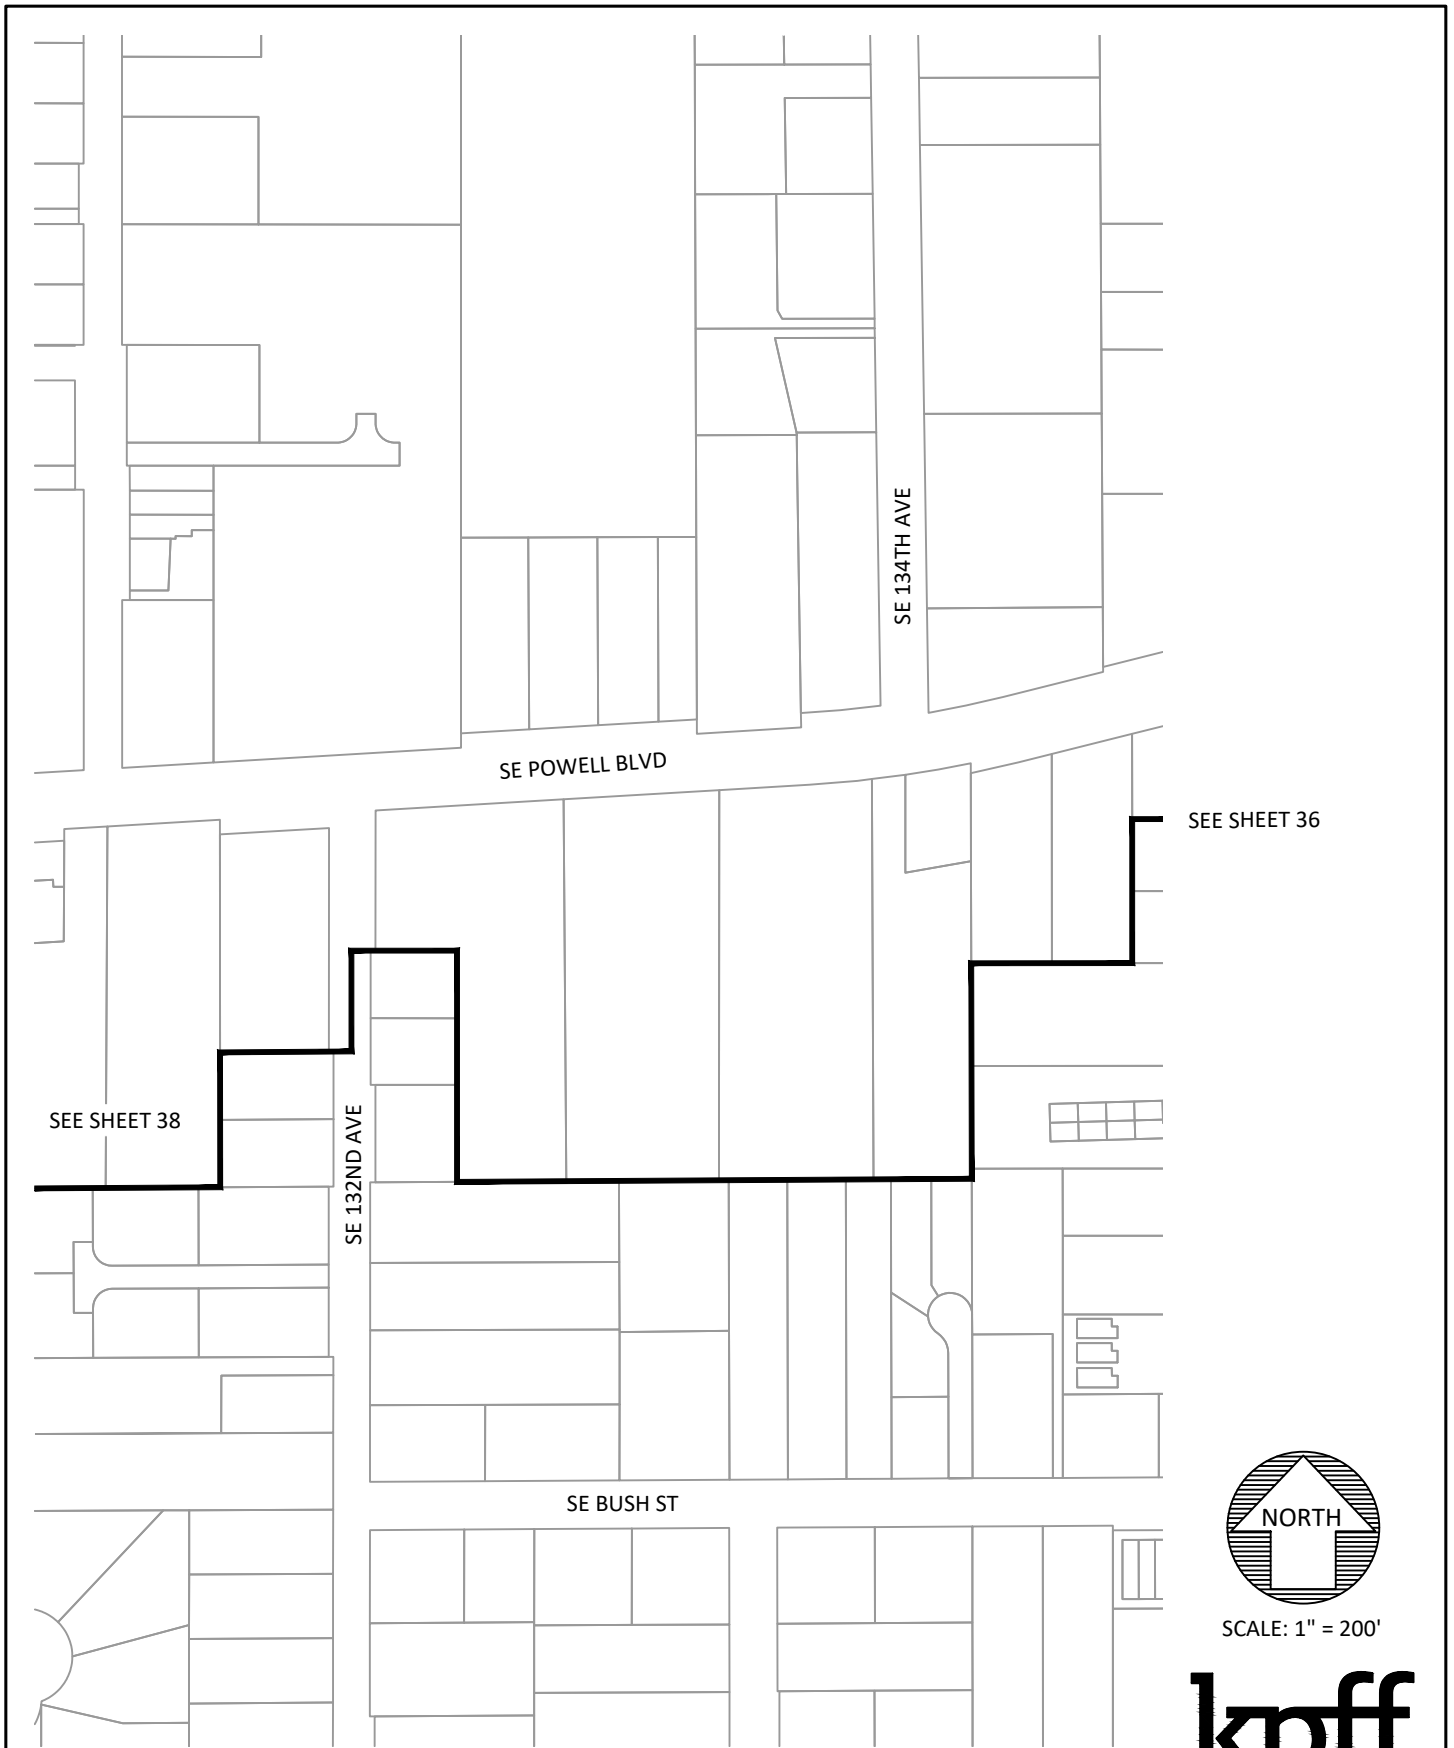 SE 134TH AVE
SE POWELL BLVD
SEE SHEET 36
SEE SHEET 38
SE 132ND AVE
SE BUSH ST
NORTH
SCALE: 1" = 200'
kpff